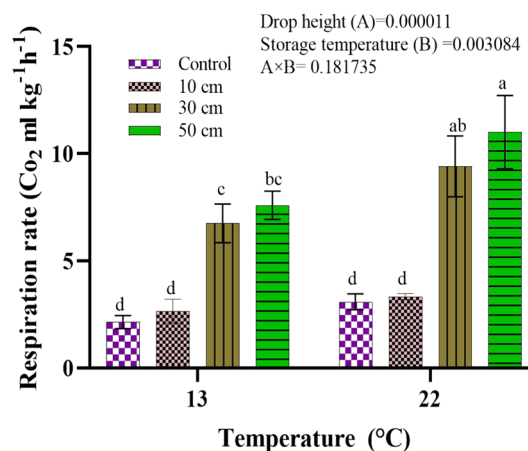 Drop height (A)=0.000011
Storage temperature (B) =0.003084
A×B= 0.181735
Control
10 cm
30 cm
50 cm
Respiration rate (Co₂ ml kg⁻¹h⁻¹)
15
10
5
0
d
d
c
bc
d
d
ab
a
13
22
Temperature (°C)